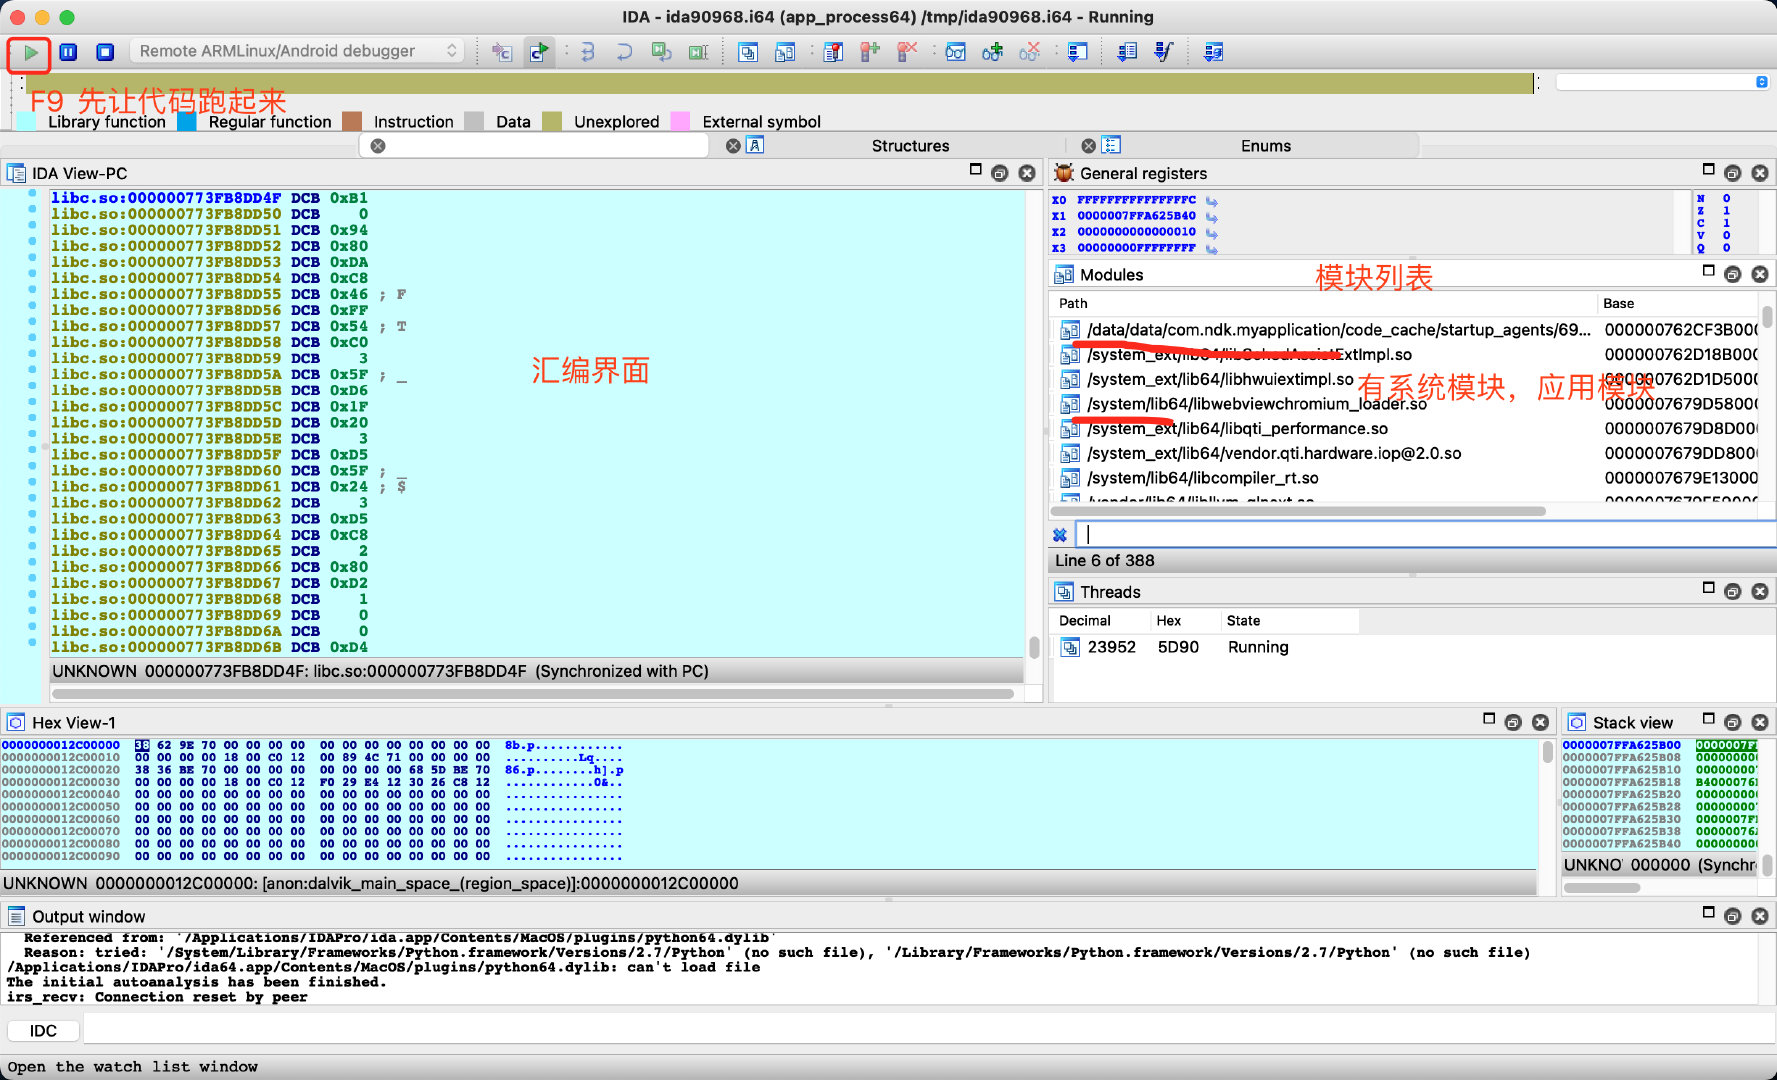 IDA - ida90968.i64 (app_process64) /tmp/ida90968.i64 - Running
Remote ARMLinux/Android debugger
F9 先让代码跑起来
Library function Regular function Instruction Data Unexplored External symbol
Structures Enums
IDA View-PC
libc.so:000000773FB8DD4F DCB 0xB1
libc.so:000000773FB8DD50 DCB 0
libc.so:000000773FB8DD51 DCB 0x94
libc.so:000000773FB8DD52 DCB 0x80
libc.so:000000773FB8DD53 DCB 0xDA
libc.so:000000773FB8DD54 DCB 0xC8
libc.so:000000773FB8DD55 DCB 0x46 ; F
libc.so:000000773FB8DD56 DCB 0xFF
libc.so:000000773FB8DD57 DCB 0x54 ; T
libc.so:000000773FB8DD58 DCB 0xC0
libc.so:000000773FB8DD59 DCB 3
libc.so:000000773FB8DD5A DCB 0x5F ; _
libc.so:000000773FB8DD5B DCB 0xD6
libc.so:000000773FB8DD5C DCB 0x1F
libc.so:000000773FB8DD5D DCB 0x20
libc.so:000000773FB8DD5E DCB 3
libc.so:000000773FB8DD5F DCB 0xD5
libc.so:000000773FB8DD60 DCB 0x5F ; _
libc.so:000000773FB8DD61 DCB 0x24 ; $
libc.so:000000773FB8DD62 DCB 3
libc.so:000000773FB8DD63 DCB 0xD5
libc.so:000000773FB8DD64 DCB 0xC8
libc.so:000000773FB8DD65 DCB 2
libc.so:000000773FB8DD66 DCB 0x80
libc.so:000000773FB8DD67 DCB 0xD2
libc.so:000000773FB8DD68 DCB 1
libc.so:000000773FB8DD69 DCB 0
libc.so:000000773FB8DD6A DCB 0
libc.so:000000773FB8DD6B DCB 0xD4
汇编界面
UNKNOWN 000000773FB8DD4F: libc.so:000000773FB8DD4F (Synchronized with PC)
General registers
X0 FFFFFFFFFFFFFFFC
X1 0000007FFA625B40
X2 0000000000000010
X3 00000000FFFFFFFF
N 0
Z 1
C 1
V 0
Q 0
Modules
模块列表
Path Base
/data/data/com.ndk.myapplication/code_cache/startup_agents/69... 000000762CF3B000
/system_ext/lib64/libSchedAssistExtImpl.so 000000762D18B000
/system_ext/lib64/libhwuiextimpl.so 000000762D1D5000
有系统模块，应用模块
/system/lib64/libwebviewchromium_loader.so 0000007679D58000
/system_ext/lib64/libqti_performance.so 0000007679D8D000
/system_ext/lib64/vendor.qti.hardware.iop@2.0.so 0000007679DD8000
/system/lib64/libcompiler_rt.so 0000007679E13000
Line 6 of 388
Threads
Decimal Hex State
23952 5D90 Running
Hex View-1
0000000012C00000 38 62 9E 70 00 00 00 00 00 00 00 00 00 00 00 00 8b.p............
0000000012C00010 00 00 00 00 18 00 C0 12 00 89 4C 71 00 00 00 00 ..........Lq....
0000000012C00020 38 36 BE 70 00 00 00 00 00 00 00 00 68 5D BE 70 86.p........h].p
0000000012C00030 00 00 00 00 18 00 C0 12 F0 29 E4 12 30 26 C8 12 ............0&..
0000000012C00040 00 00 00 00 00 00 00 00 00 00 00 00 00 00 00 00 ................
0000000012C00050 00 00 00 00 00 00 00 00 00 00 00 00 00 00 00 00 ................
0000000012C00060 00 00 00 00 00 00 00 00 00 00 00 00 00 00 00 00 ................
0000000012C00070 00 00 00 00 00 00 00 00 00 00 00 00 00 00 00 00 ................
0000000012C00080 00 00 00 00 00 00 00 00 00 00 00 00 00 00 00 00 ................
0000000012C00090 00 00 00 00 00 00 00 00 00 00 00 00 00 00 00 00 ................
UNKNOWN 0000000012C00000: [anon:dalvik_main_space_(region_space)]:0000000012C00000
Stack view
0000007FFA625B00 0000007F
0000007FFA625B08 00000000
0000007FFA625B10 00000007
0000007FFA625B18 B4000076
0000007FFA625B20 00000000
0000007FFA625B28 00000007
0000007FFA625B30 0000007F
0000007FFA625B38 00000076
0000007FFA625B40 00000000
UNKNO 000000 (Synchr
Output window
Referenced from: '/Applications/IDAPro/ida.app/Contents/MacOS/plugins/python64.dylib'
Reason: tried: '/System/Library/Frameworks/Python.framework/Versions/2.7/Python' (no such file), '/Library/Frameworks/Python.framework/Versions/2.7/Python' (no such file)
/Applications/IDAPro/ida64.app/Contents/MacOS/plugins/python64.dylib: can't load file
The initial autoanalysis has been finished.
irs_recv: Connection reset by peer
IDC
Open the watch list window